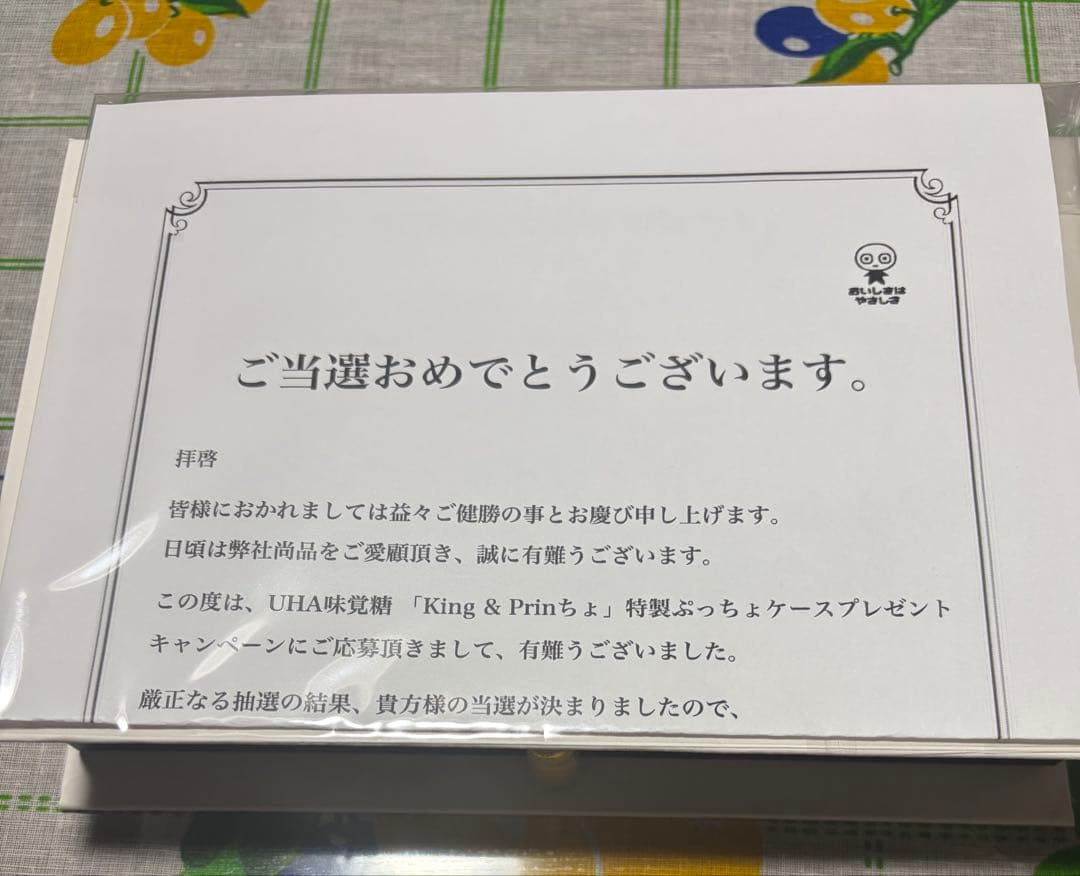 おいしさは
やさしさ
ご当選おめでとうございます。
拝啓
皆様におかれましては益々ご健勝の事とお慶び申し上げます。
日頃は弊社尚品をご愛顧頂き、誠に有難うございます。
この度は、UHA味覚糖 「King & Prinちょ」特製ぷっちょケースプレゼント
キャンペーンにご応募頂きまして、有難うございました。
厳正なる抽選の結果、貴方様の当選が決まりましたので、